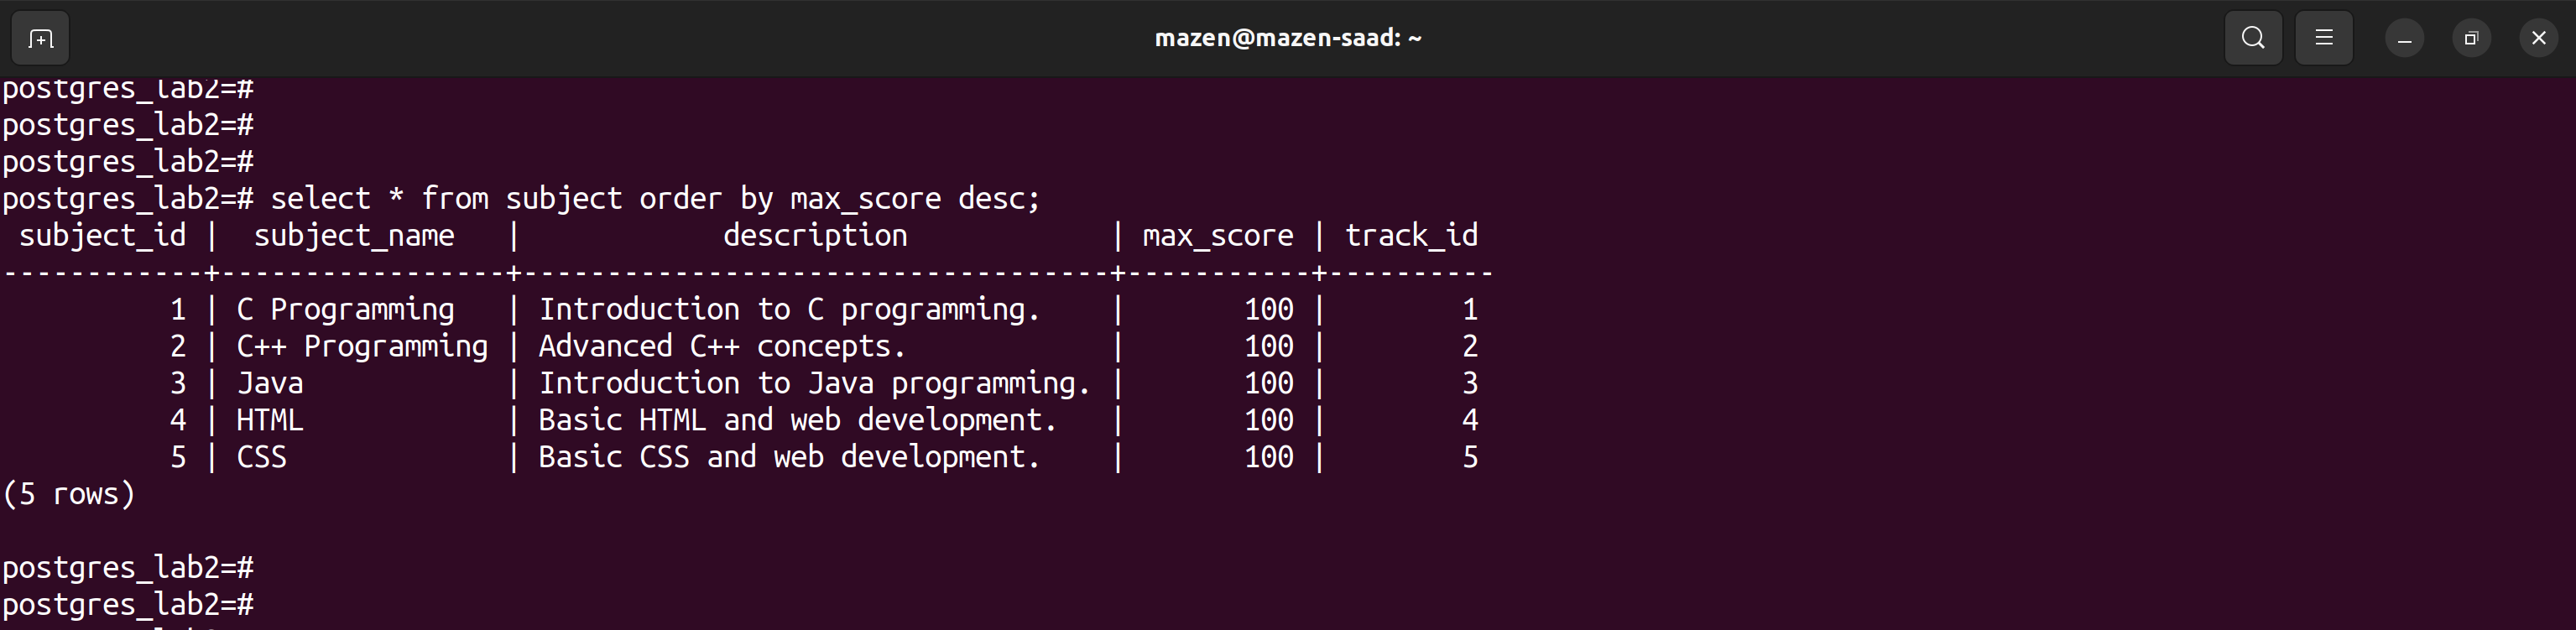 mazen@mazen-saad: ~
postgres_lab2=#
postgres_lab2=#
postgres_lab2=#
postgres_lab2=# select * from subject order by max_score desc;
 subject_id |  subject_name   |            description            | max_score | track_id
------------+-----------------+-----------------------------------+-----------+----------
          1 | C Programming   | Introduction to C programming.    |       100 |        1
          2 | C++ Programming | Advanced C++ concepts.            |       100 |        2
          3 | Java            | Introduction to Java programming. |       100 |        3
          4 | HTML            | Basic HTML and web development.   |       100 |        4
          5 | CSS             | Basic CSS and web development.    |       100 |        5
(5 rows)
postgres_lab2=#
postgres_lab2=#